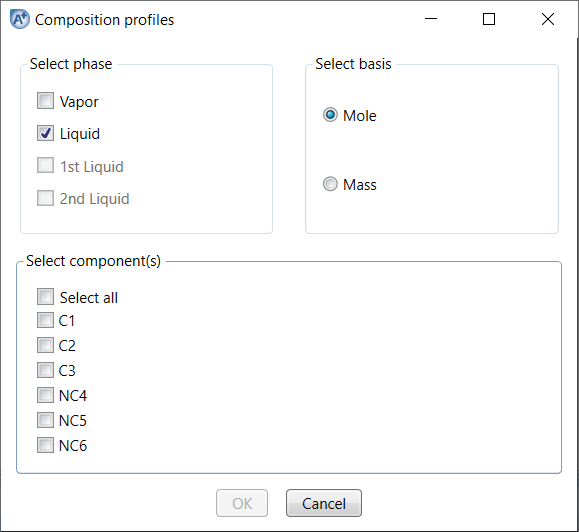 Composition profiles
Select phase
Vapor
Liquid
1st Liquid
2nd Liquid
Select basis
Mole
Mass
Select component(s)
Select all
C1
C2
C3
NC4
NC5
NC6
OK
Cancel